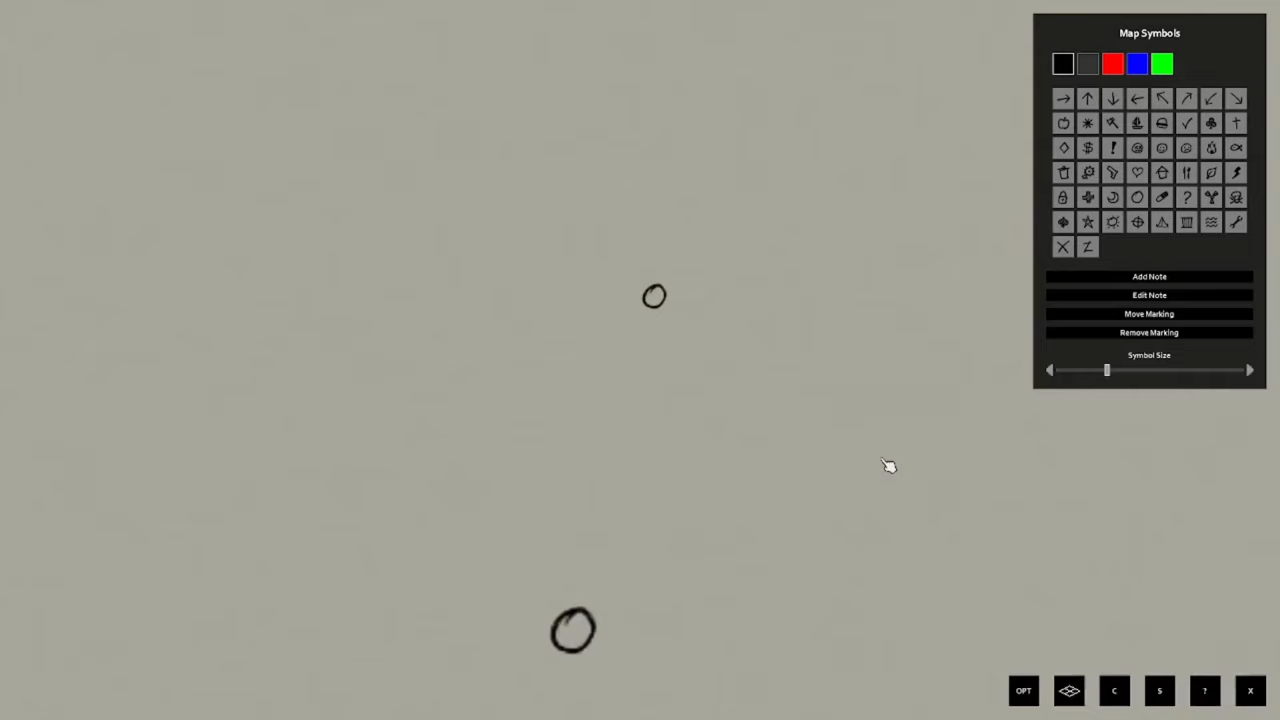 Map Symbols
Add Note
Edit Note
Move Marking
Remove Marking
Symbol Size
OPT C S ? X